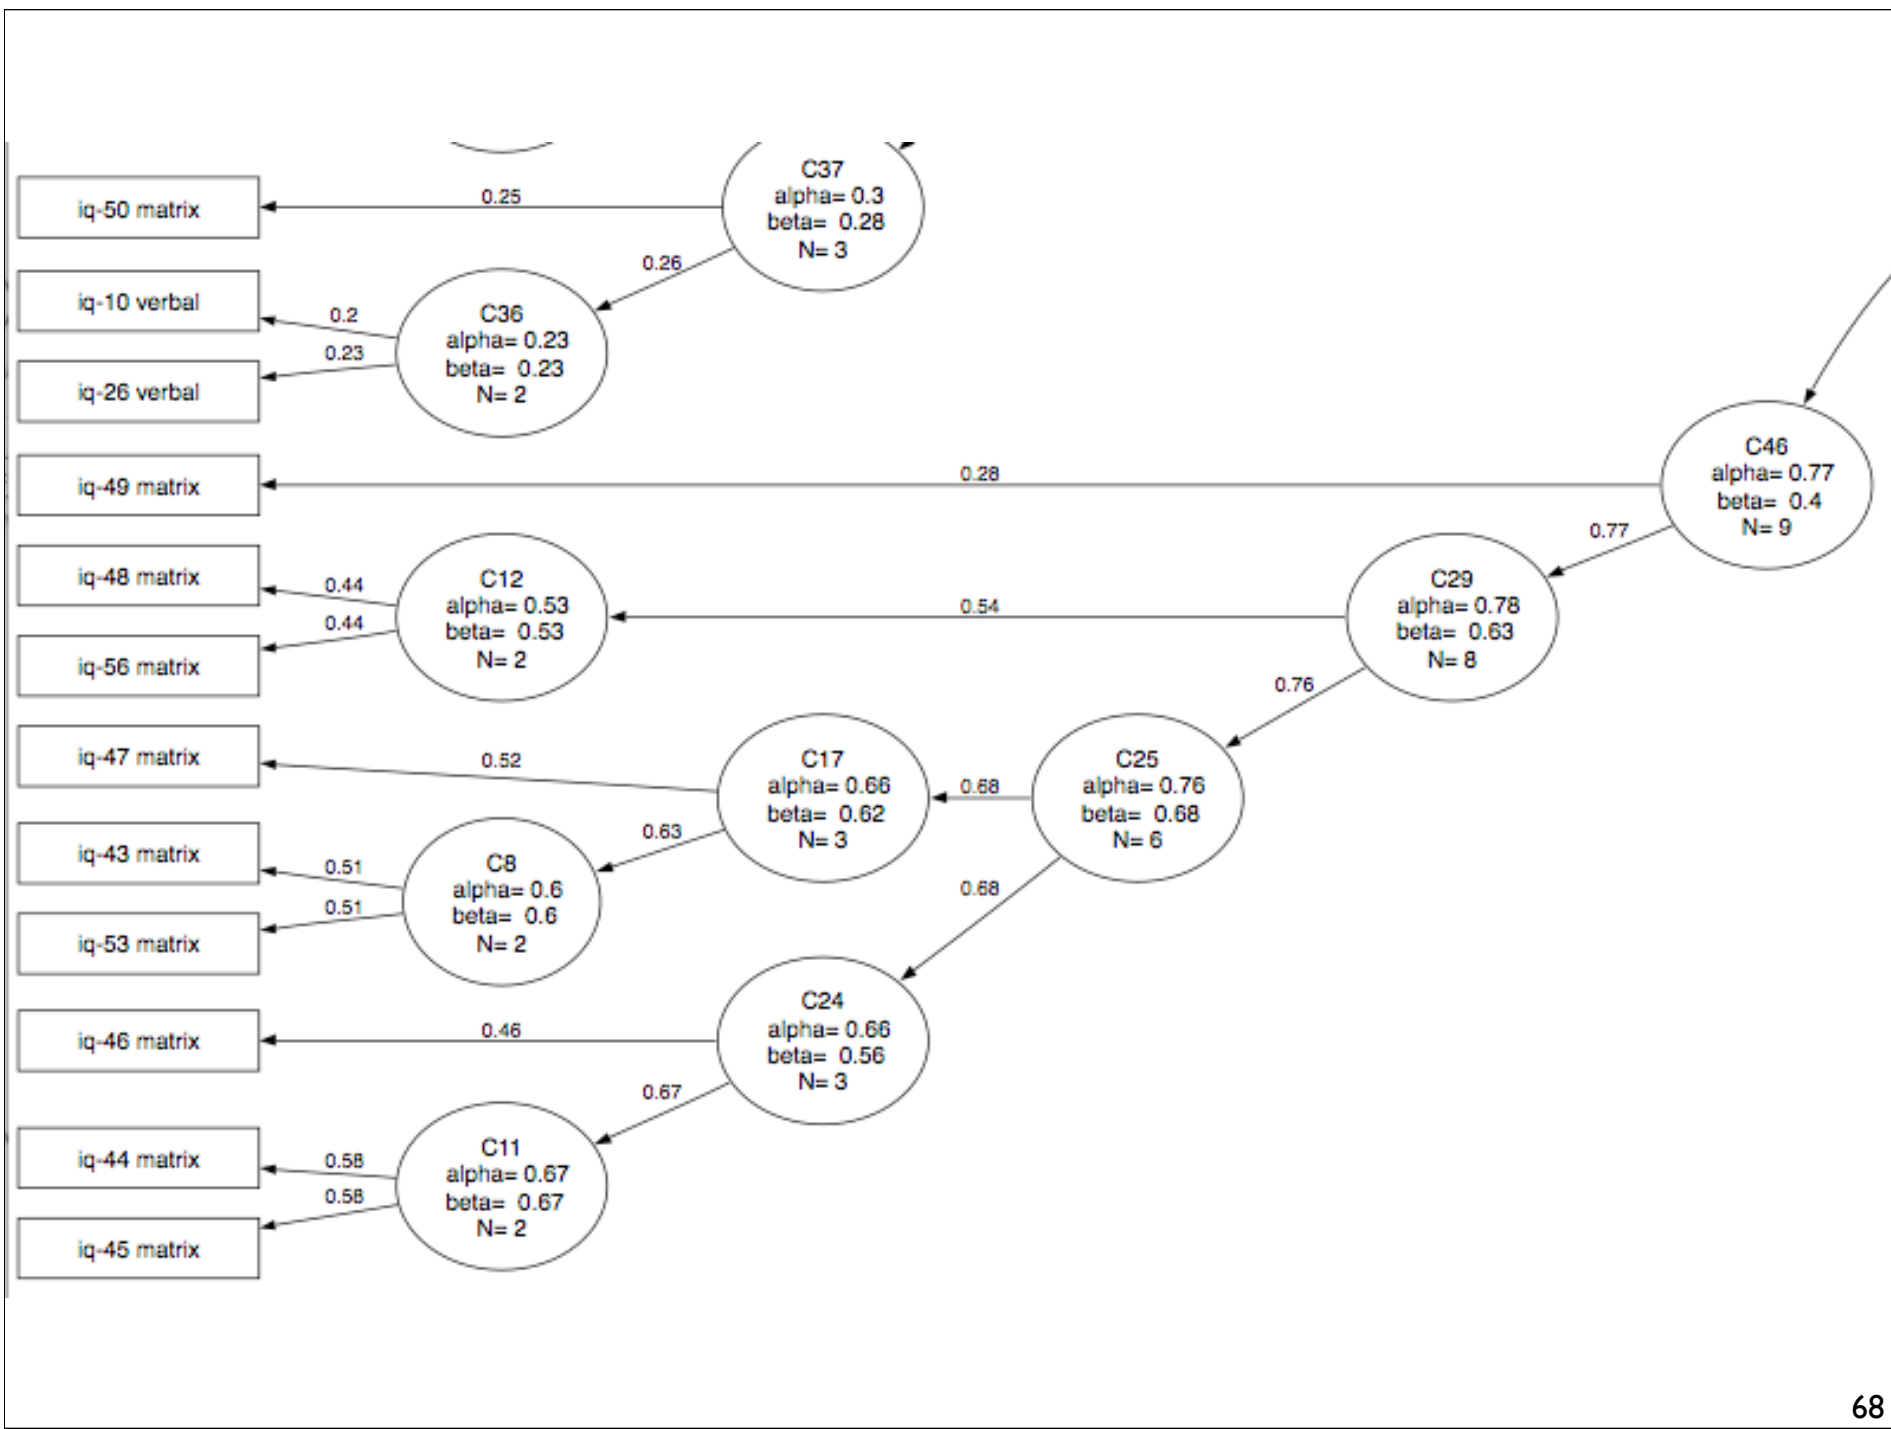 C37
alpha= 0.3
beta= 0.28
N= 3
iq-50 matrix
0.25
0.26
iq-10 verbal
0.2
C36
alpha= 0.23
beta= 0.23
N= 2
0.23
iq-26 verbal
C46
alpha= 0.77
beta= 0.4
N= 9
iq-49 matrix
0.28
0.77
iq-48 matrix
0.44
C12
alpha= 0.53
beta= 0.53
N= 2
0.54
C29
alpha= 0.78
beta= 0.63
N= 8
0.44
iq-56 matrix
0.76
iq-47 matrix
0.52
C17
alpha= 0.66
beta= 0.62
N= 3
0.68
C25
alpha= 0.76
beta= 0.68
N= 6
0.63
iq-43 matrix
0.51
C8
alpha= 0.6
beta= 0.6
N= 2
0.68
0.51
iq-53 matrix
C24
alpha= 0.66
beta= 0.56
N= 3
iq-46 matrix
0.46
0.67
iq-44 matrix
0.58
C11
alpha= 0.67
beta= 0.67
N= 2
0.58
iq-45 matrix
68